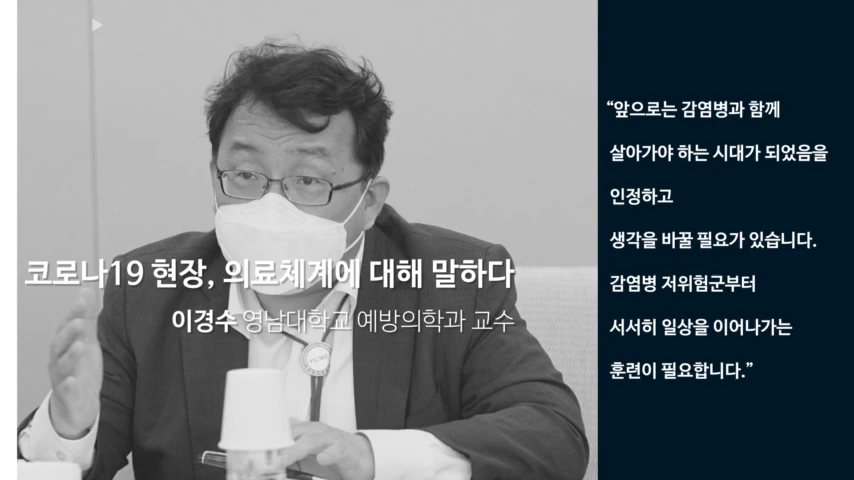 코로나19 현장, 의료체계에 대해 말하다
이경수 영남대학교 예방의학과 교수
“앞으로는 감염병과 함께
살아가야 하는 시대가 되었음을
인정하고
생각을 바꿀 필요가 있습니다.
감염병 저위험군부터
서서히 일상을 이어나가는
훈련이 필요합니다.”